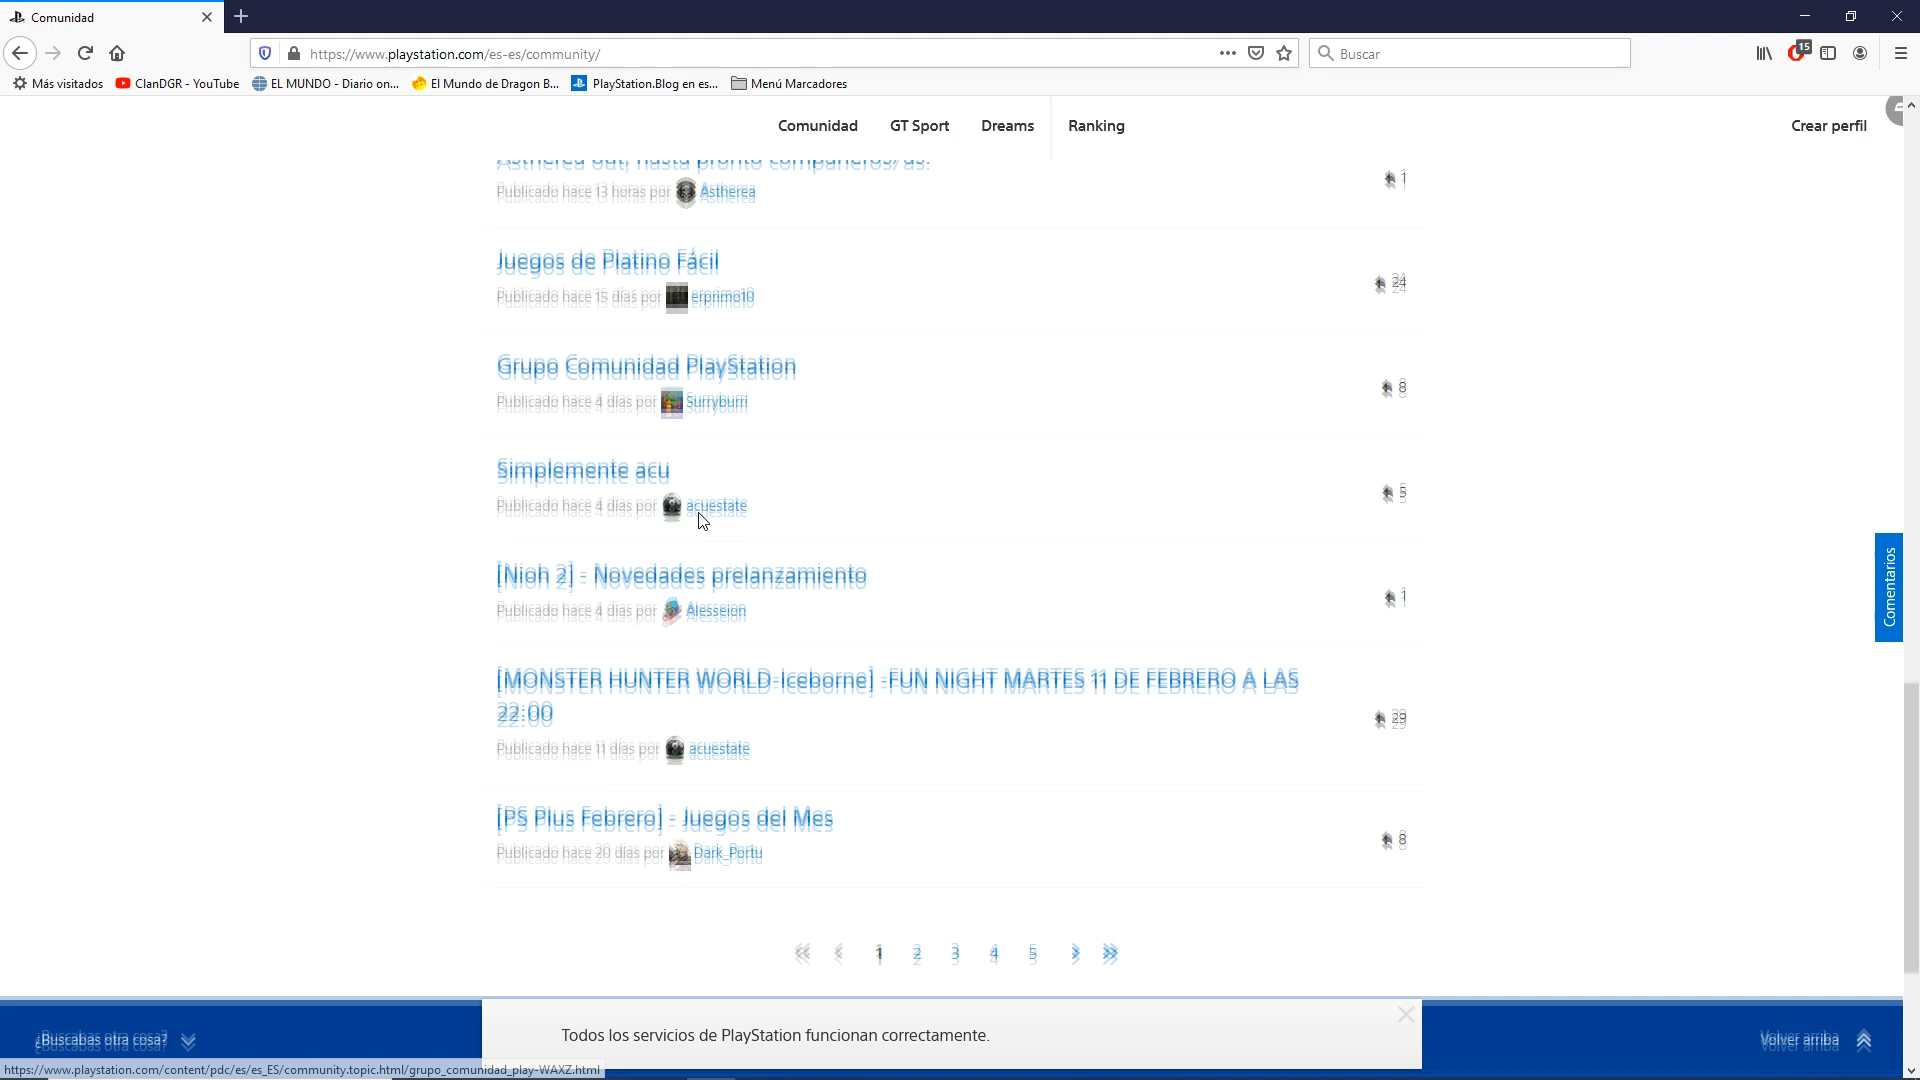 Comunidad
https://www.playstation.com/es-es/community/
Buscar
15
Más visitados
ClanDGR - YouTube
EL MUNDO - Diario on...
El Mundo de Dragon B...
PlayStation.Blog en es...
Menú Marcadores
Comunidad
GT Sport
Dreams
Ranking
Crear perfil
Astherea out, hasta pronto compañeros/as.
Publicado hace 13 horas por Astherea
1
Juegos de Platino Fácil
Publicado hace 15 días por erprimo10
24
Grupo Comunidad PlayStation
Publicado hace 4 días por Surryburri
8
Simplemente acu
Publicado hace 4 días por acuestate
5
[Nioh 2] - Novedades prelanzamiento
Publicado hace 4 días por Alesseion
1
[MONSTER HUNTER WORLD-Iceborne] -FUN NIGHT MARTES 11 DE FEBRERO A LAS
22:00
Publicado hace 11 días por acuestate
29
[PS Plus Febrero] - Juegos del Mes
Publicado hace 20 días por Dark_Portu
8
Comentarios
« ‹ 1 2 3 4 5 › »
¿Buscabas otra cosa?
Todos los servicios de PlayStation funcionan correctamente.
Volver arriba
https://www.playstation.com/content/pdc/es/es_ES/community.topic.html/grupo_comunidad_play-WAXZ.html